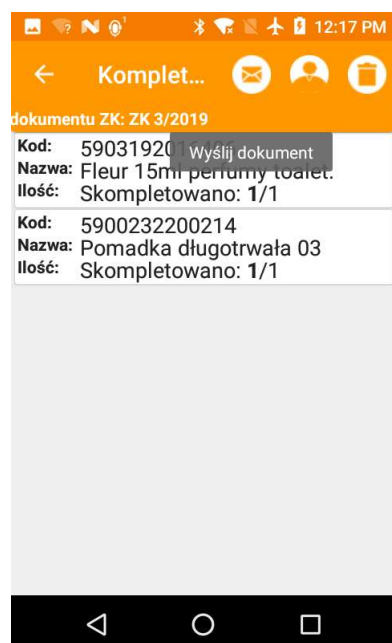 12:17 PM
Komplet...
dokumentu ZK: ZK 3/2019
Kod: 5903192016486
Wyślij dokument
Nazwa: Fleur 15ml perfumy toalet.
Ilość: Skompletowano: 1/1
Kod: 5900232200214
Nazwa: Pomadka długotrwała 03
Ilość: Skompletowano: 1/1